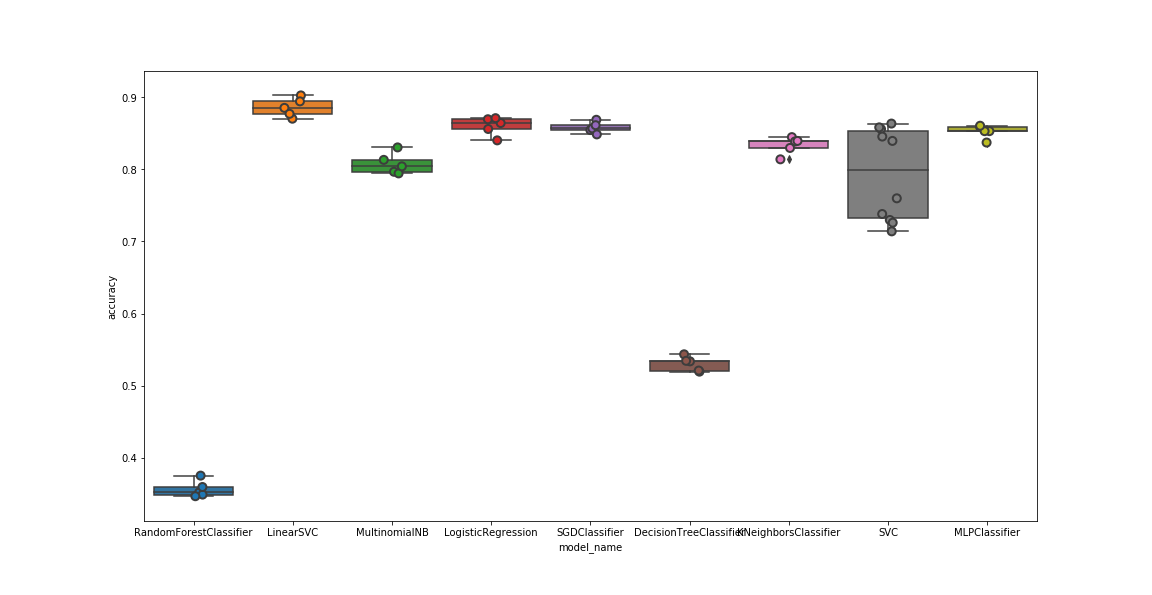 0.9
0.8
0.7
0.6
0.5
0.4
accuracy
RandomForestClassifier LinearSVC MultinomialNB LogisticRegression SGDClassifier DecisionTreeClassifier KNeighborsClassifier SVC MLPClassifier
model_name